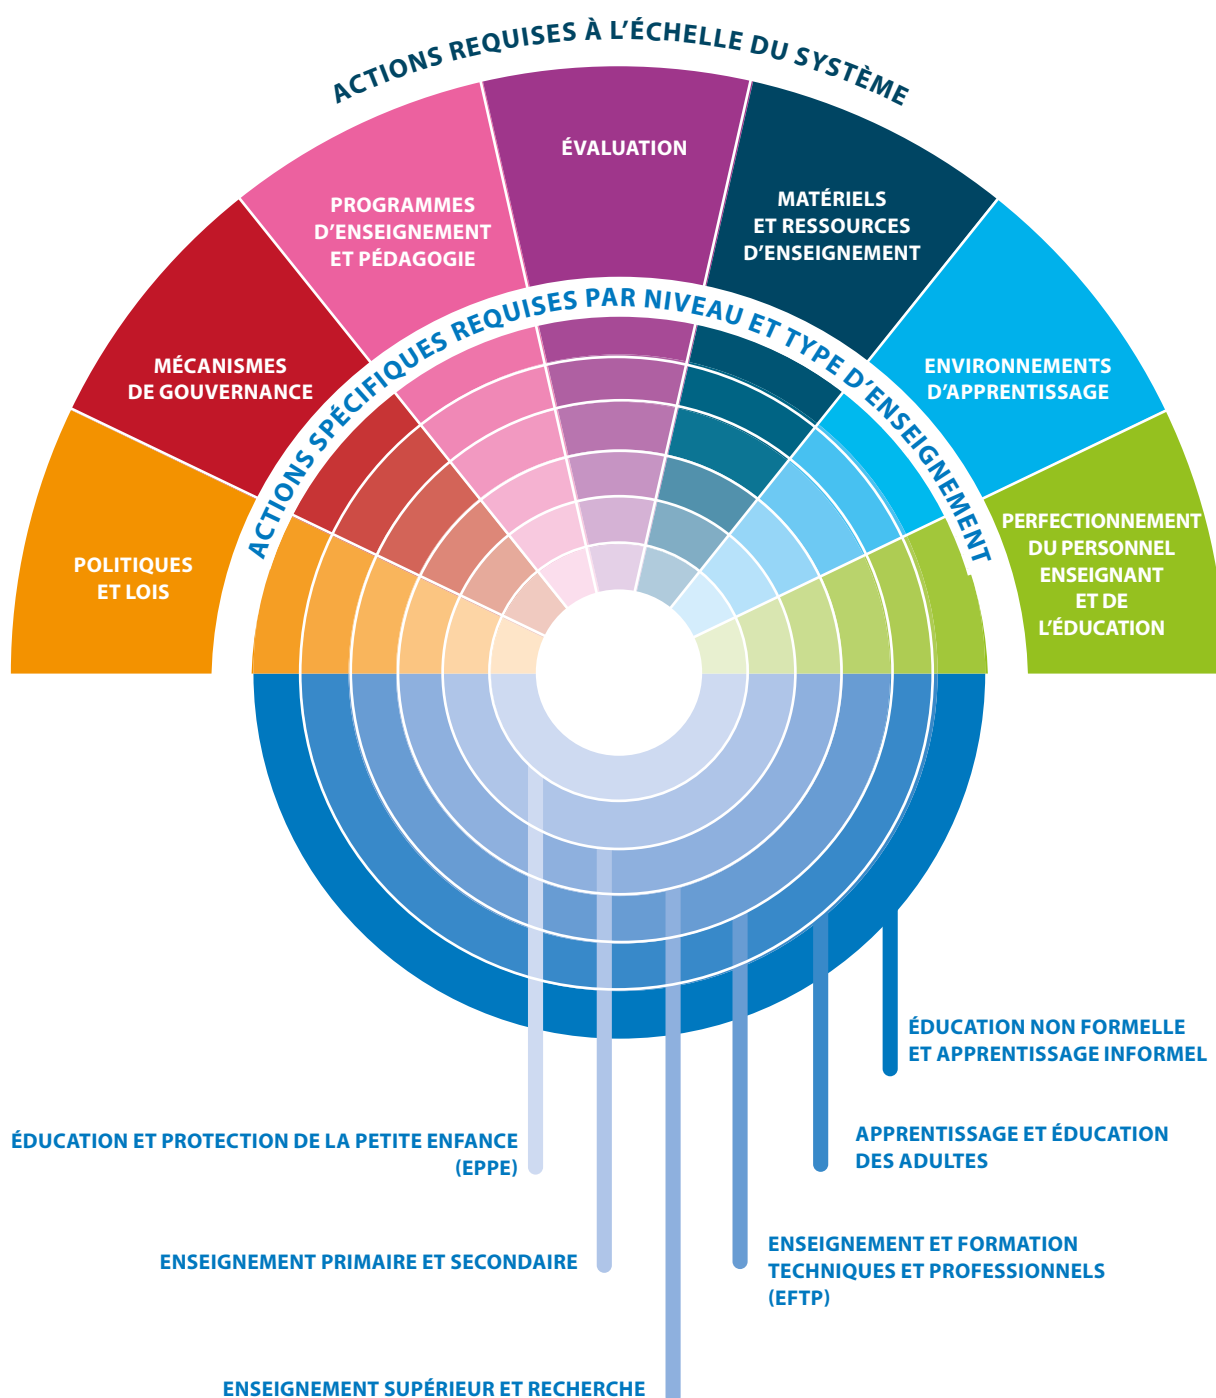 ACTIONS REQUISES À L’ÉCHELLE DU SYSTÈME
ÉVALUATION
PROGRAMMES
D’ENSEIGNEMENT
ET PÉDAGOGIE
MATÉRIELS
ET RESSOURCES
D’ENSEIGNEMENT
MÉCANISMES
DE GOUVERNANCE
ENVIRONNEMENTS
D’APPRENTISSAGE
POLITIQUES
ET LOIS
PERFECTIONNEMENT
DU PERSONNEL
ENSEIGNANT
ET DE
L’ÉDUCATION
ACTIONS SPÉCIFIQUES REQUISES PAR NIVEAU ET TYPE D’ENSEIGNEMENT
ÉDUCATION NON FORMELLE
ET APPRENTISSAGE INFORMEL
ÉDUCATION ET PROTECTION DE LA PETITE ENFANCE
(EPPE)
APPRENTISSAGE ET ÉDUCATION
DES ADULTES
ENSEIGNEMENT PRIMAIRE ET SECONDAIRE
ENSEIGNEMENT ET FORMATION
TECHNIQUES ET PROFESSIONNELS
(EFTP)
ENSEIGNEMENT SUPÉRIEUR ET RECHERCHE